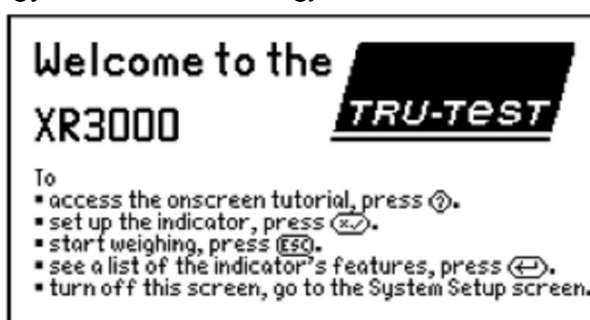 Welcome to the
TRU-TEST
XR3000
To
▪ access the onscreen tutorial, press ?.
▪ set up the indicator, press ×✓.
▪ start weighing, press ESC.
▪ see a list of the indicator's features, press ↵.
▪ turn off this screen, go to the System Setup screen.